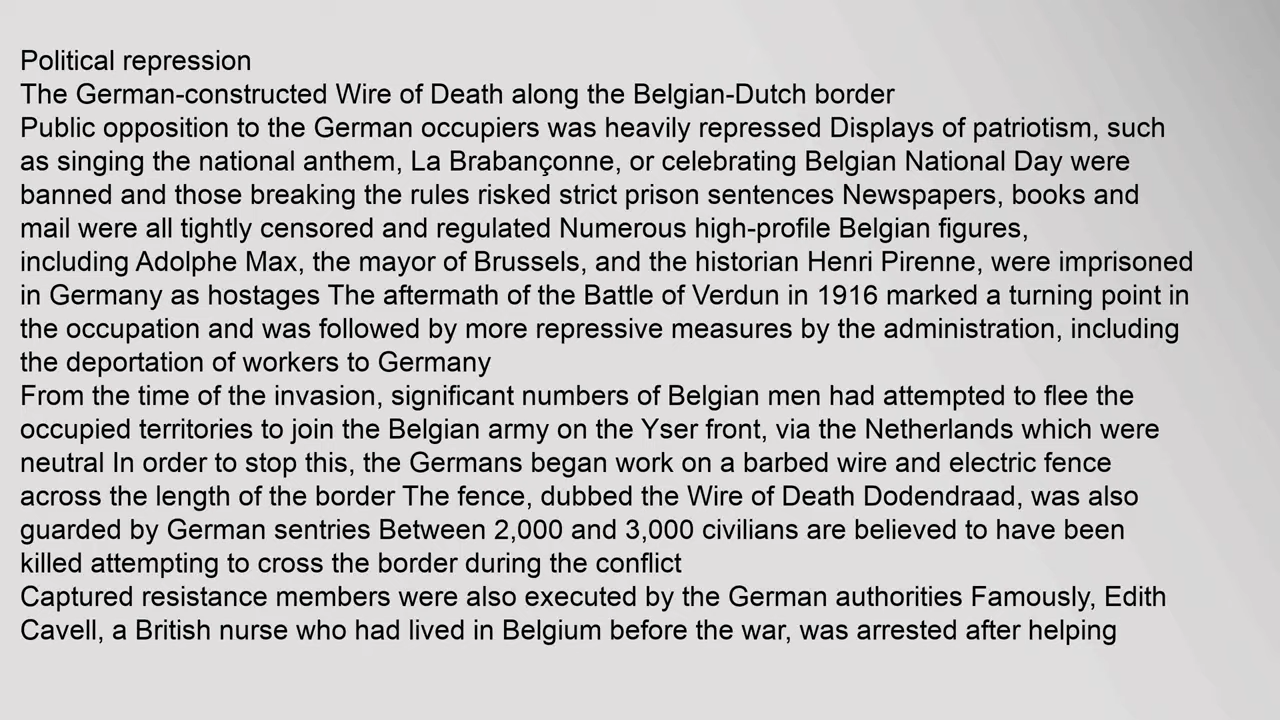 Political repression
The German-constructed Wire of Death along the Belgian-Dutch border
Public opposition to the German occupiers was heavily repressed Displays of patriotism, such
as singing the national anthem, La Brabançonne, or celebrating Belgian National Day were
banned and those breaking the rules risked strict prison sentences Newspapers, books and
mail were all tightly censored and regulated Numerous high-profile Belgian figures,
including Adolphe Max, the mayor of Brussels, and the historian Henri Pirenne, were imprisoned
in Germany as hostages The aftermath of the Battle of Verdun in 1916 marked a turning point in
the occupation and was followed by more repressive measures by the administration, including
the deportation of workers to Germany
From the time of the invasion, significant numbers of Belgian men had attempted to flee the
occupied territories to join the Belgian army on the Yser front, via the Netherlands which were
neutral In order to stop this, the Germans began work on a barbed wire and electric fence
across the length of the border The fence, dubbed the Wire of Death Dodendraad, was also
guarded by German sentries Between 2,000 and 3,000 civilians are believed to have been
killed attempting to cross the border during the conflict
Captured resistance members were also executed by the German authorities Famously, Edith
Cavell, a British nurse who had lived in Belgium before the war, was arrested after helping